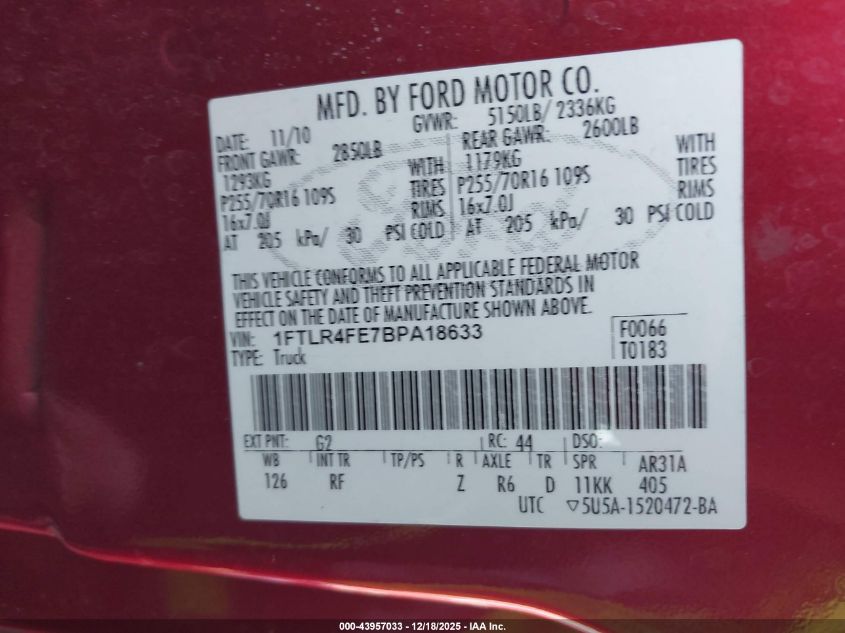 MFD. BY FORD MOTOR CO.
DATE: 11/10 GVWR: 5150LB/ 2336KG
FRONT GAWR: 2850LB REAR GAWR: 2600LB
1293KG WITH 1179KG WITH
P255/70R16 109S TIRES P255/70R16 109S TIRES
16x7.0J RIMS 16x7.0J RIMS
AT 205 kPa/ 30 PSI COLD AT 205 kPa/ 30 PSI COLD
THIS VEHICLE CONFORMS TO ALL APPLICABLE FEDERAL MOTOR
VEHICLE SAFETY AND THEFT PREVENTION STANDARDS IN
EFFECT ON THE DATE OF MANUFACTURE SHOWN ABOVE.
VIN: 1FTLR4FE7BPA18633 F0066
TYPE: Truck T0183
EXT PNT: G2 RC: 44 DSO:
WB INT TR TP/PS R AXLE TR SPR AR31A
126 RF Z R6 D 11KK 405
UTC ▽5U5A-1520472-BA
000-43957033 - 12/18/2025 - IAA Inc.